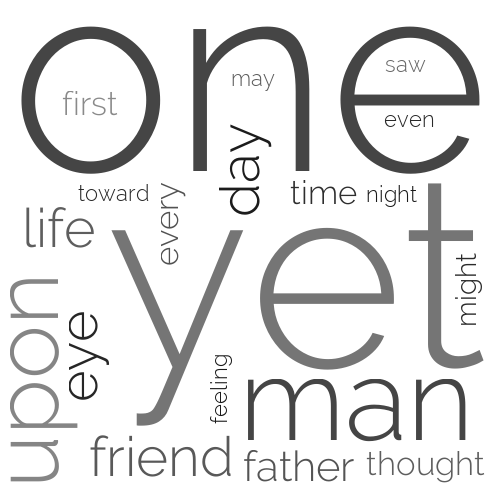 one
saw
may
first
even
day
toward
every
time
night
life
yet
might
upon
eye
feeling
man
friend
father
thought